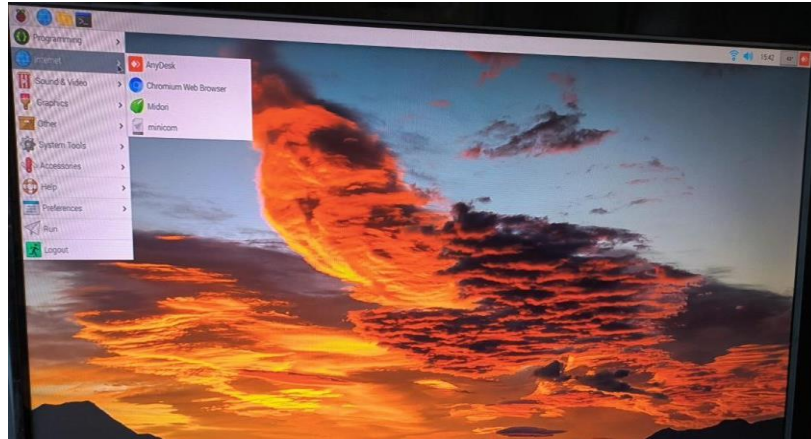 Programming
Internet
Sound & Video
Graphics
Other
System Tools
Accessories
Help
Preferences
Run
Logout
AnyDesk
Chromium Web Browser
Midori
minicom
15:42